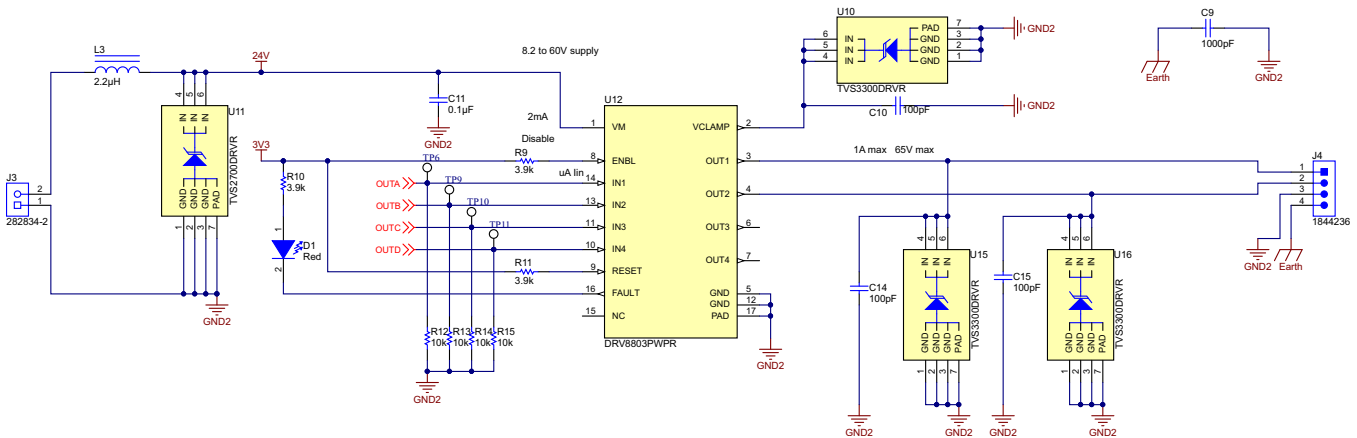 L3
2.2µH
24V
8.2 to 60V supply
C11
0.1µF
GND2
U11
4
5
6
IN
IN
IN
GND
GND
GND
PAD
1
2
3
7
TVS2700DRVR
GND2
J3
2
1
282834-2
3V3
R10
3.9k
1
D1
Red
2
2mA
Disable
R9
3.9k
uA Iin
TP6
TP9
TP10
TP11
OUTA
OUTB
OUTC
OUTD
R11
3.9k
R12
10k
R13
10k
R14
10k
R15
10k
GND2
U12
1
VM
8
ENBL
14
IN1
13
IN2
11
IN3
10
IN4
9
RESET
16
FAULT
15
NC
VCLAMP
2
OUT1
3
OUT2
4
OUT3
6
OUT4
7
GND
5
GND
12
PAD
17
DRV8803PWPR
GND2
U10
6
IN
5
IN
4
IN
PAD
7
GND
3
GND
2
GND
1
TVS3300DRVR
GND2
C10
100pF
GND2
C9
1000pF
Earth
GND2
1A max 65V max
J4
1
2
3
4
1844236
GND2
Earth
C14
100pF
GND2
4
5
6
IN
IN
IN
U15
GND
GND
GND
PAD
1
2
3
7
TVS3300DRVR
GND2
C15
100pF
GND2
4
5
6
IN
IN
IN
U16
GND
GND
GND
PAD
1
2
3
7
TVS3300DRVR
GND2